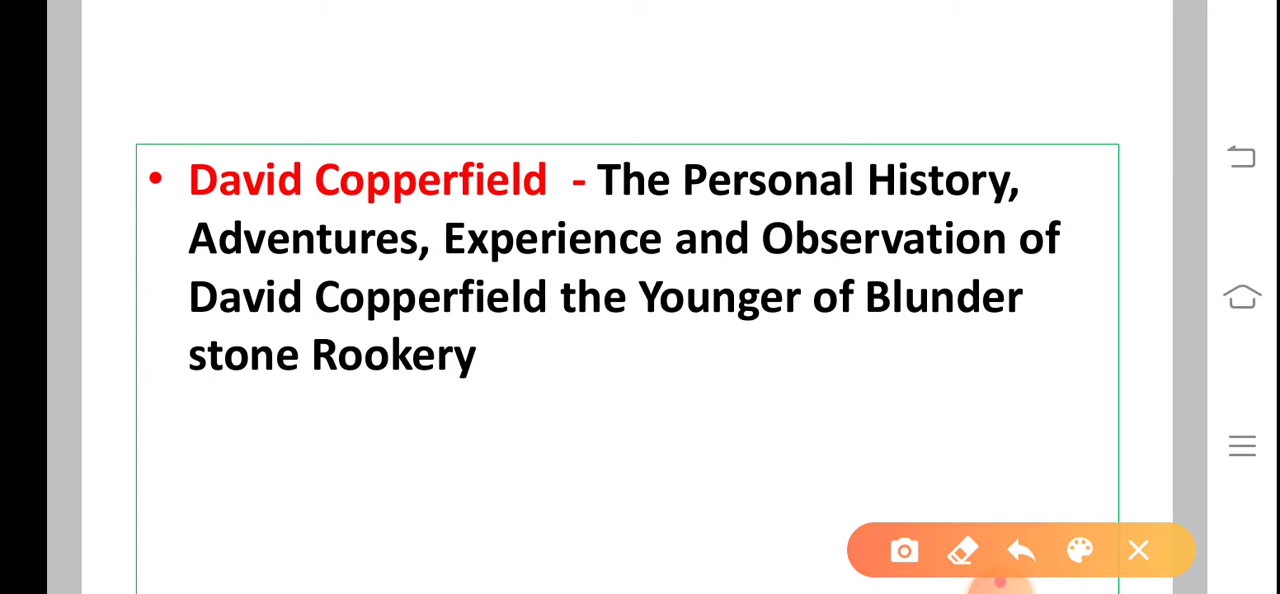 • David Copperfield - The Personal History,
Adventures, Experience and Observation of
David Copperfield the Younger of Blunder
stone Rookery